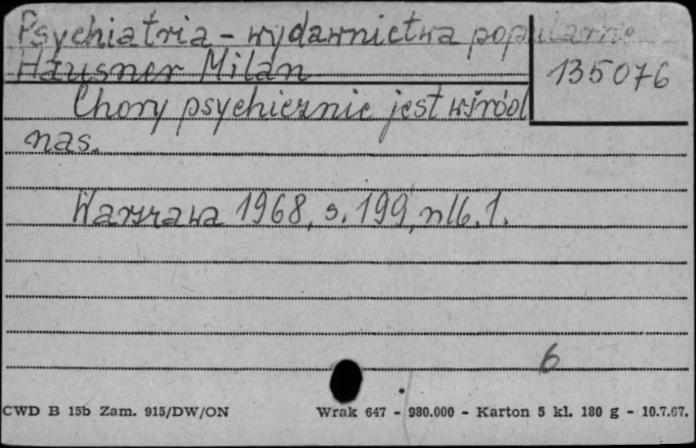 Psychiatria - wydawnictwa popularne
Hausner Milan
135076
Chory psychicznie jest wśród
nas.
Warszawa 1968, s. 199, nlb. 1.
6
CWD B 15b Zam. 915/DW/ON Wrak 647 - 980.000 - Karton 5 kl. 180 g - 10.7.67.